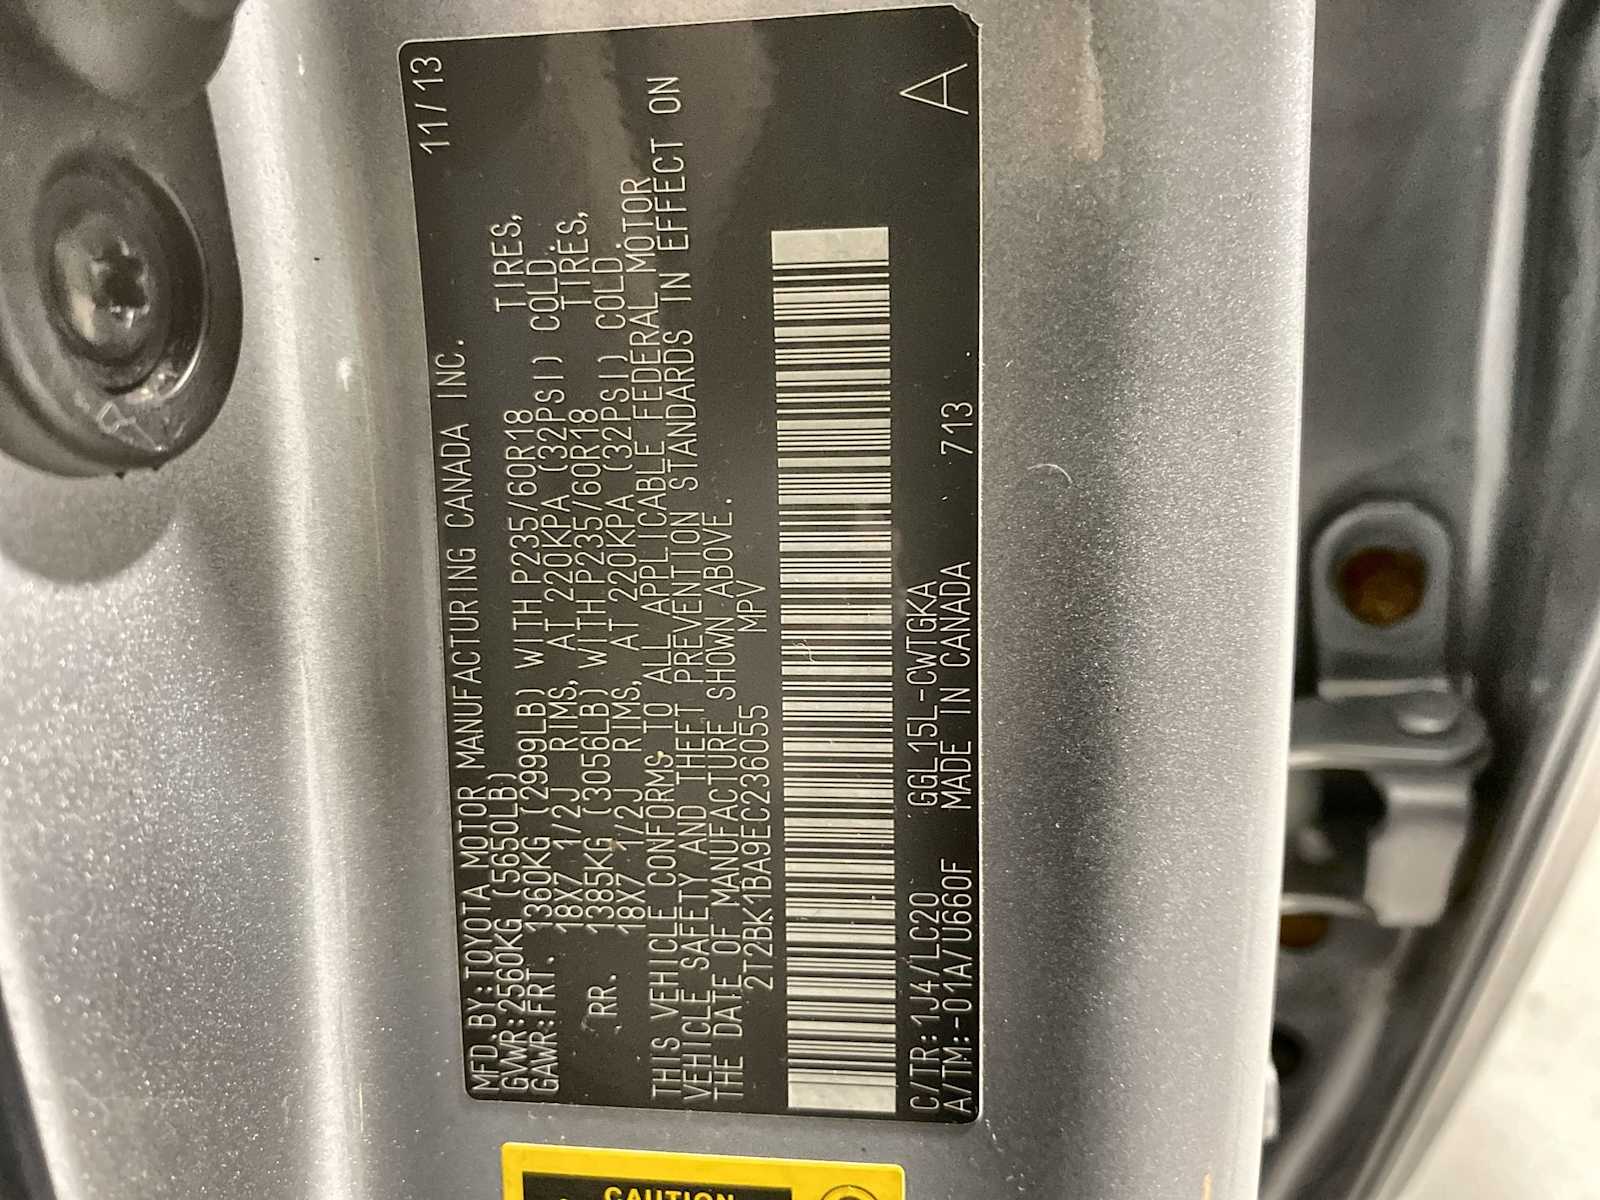 MFD.BY:TOYOTA MOTOR MANUFACTURING CANADA INC. 11/13
GVWR:2560KG (5650LB)
GAWR:FRT. 1360KG (2999LB) WITH P235/60R18 TIRES,
18X7 1/2J RIMS, AT 220KPA (32PSI) COLD.
RR. 1385KG (3056LB) WITH P235/60R18 TIRES,
18X7 1/2J RIMS, AT 220KPA (32PSI) COLD.
THIS VEHICLE CONFORMS TO ALL APPLICABLE FEDERAL MOTOR
VEHICLE SAFETY AND THEFT PREVENTION STANDARDS IN EFFECT ON
THE DATE OF MANUFACTURE SHOWN ABOVE.
2T2BK1BA9EC236055 MPV
C/TR:1J4/LC20 GGL15L-CWTGKA A
A/TM:-01A/U660F MADE IN CANADA 713
CAUTION